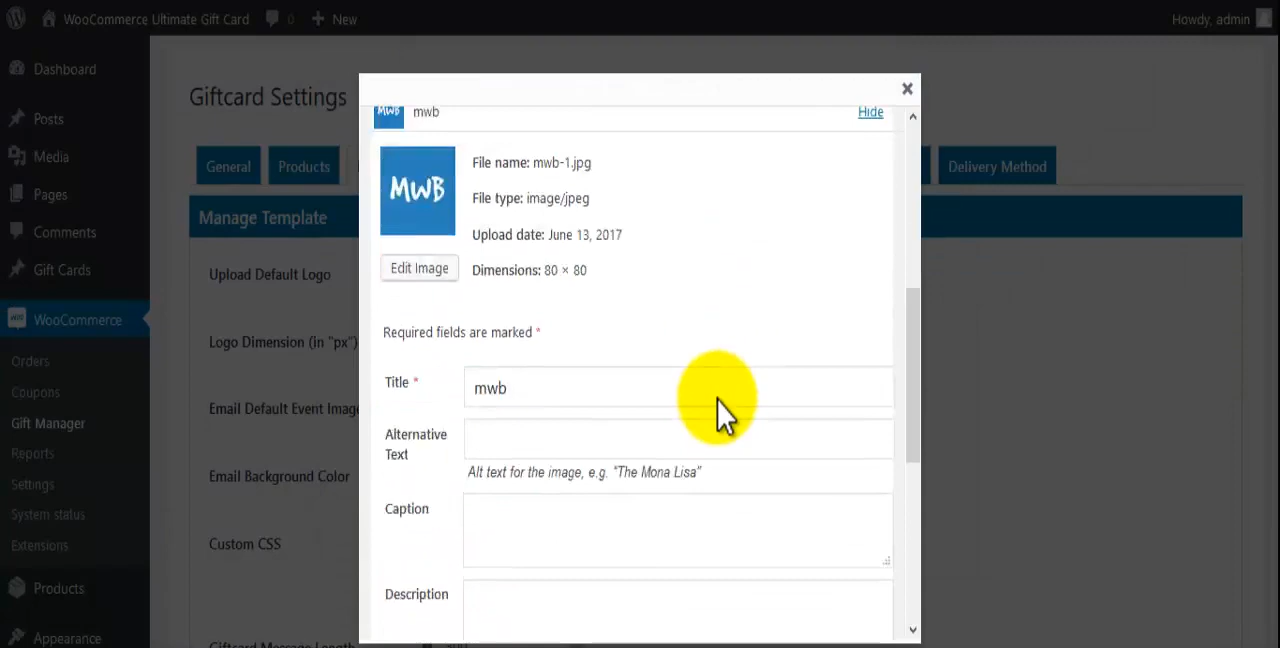 WooCommerce Ultimate Gift Card 0 New Howdy, admin
Dashboard
Posts
Media
Pages
Comments
Gift Cards
WooCommerce
Orders
Coupons
Gift Manager
Reports
Settings
System status
Extensions
Products
Appearance
Giftcard Settings
General Products Delivery Method
Manage Template
Upload Default Logo
Logo Dimension (in "px")
Email Default Event Image
Email Background Color
Custom CSS
Giftcard Message Length
MWB mwb Hide
MWB
File name: mwb-1.jpg
File type: image/jpeg
Upload date: June 13, 2017
Edit Image Dimensions: 80 × 80
Required fields are marked *
Title * mwb
Alternative
Text
Alt text for the image, e.g. "The Mona Lisa"
Caption
Description